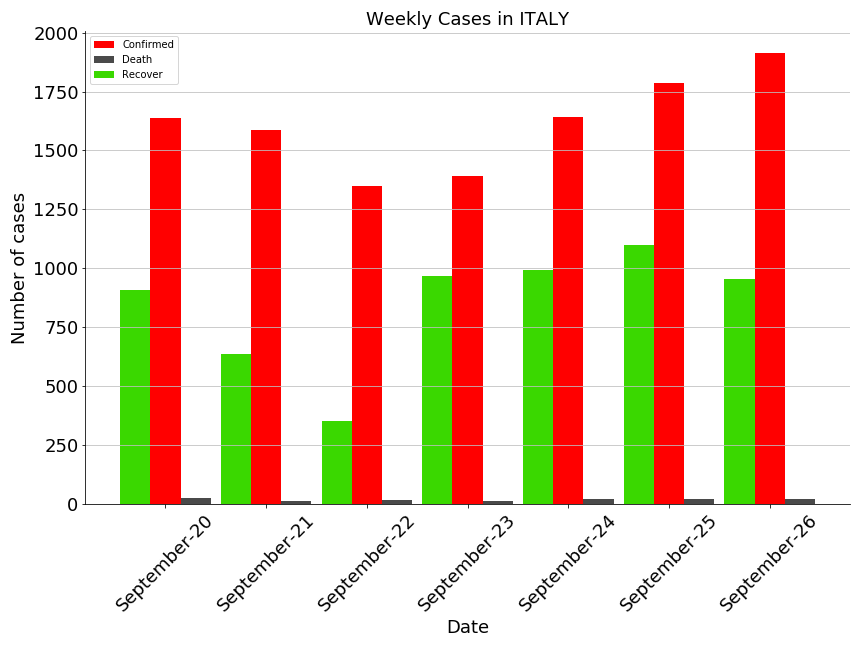 Weekly Cases in ITALY
Confirmed
Death
Recover
Number of cases
2000
1750
1500
1250
1000
750
500
250
0
September-20
September-21
September-22
September-23
September-24
September-25
September-26
Date